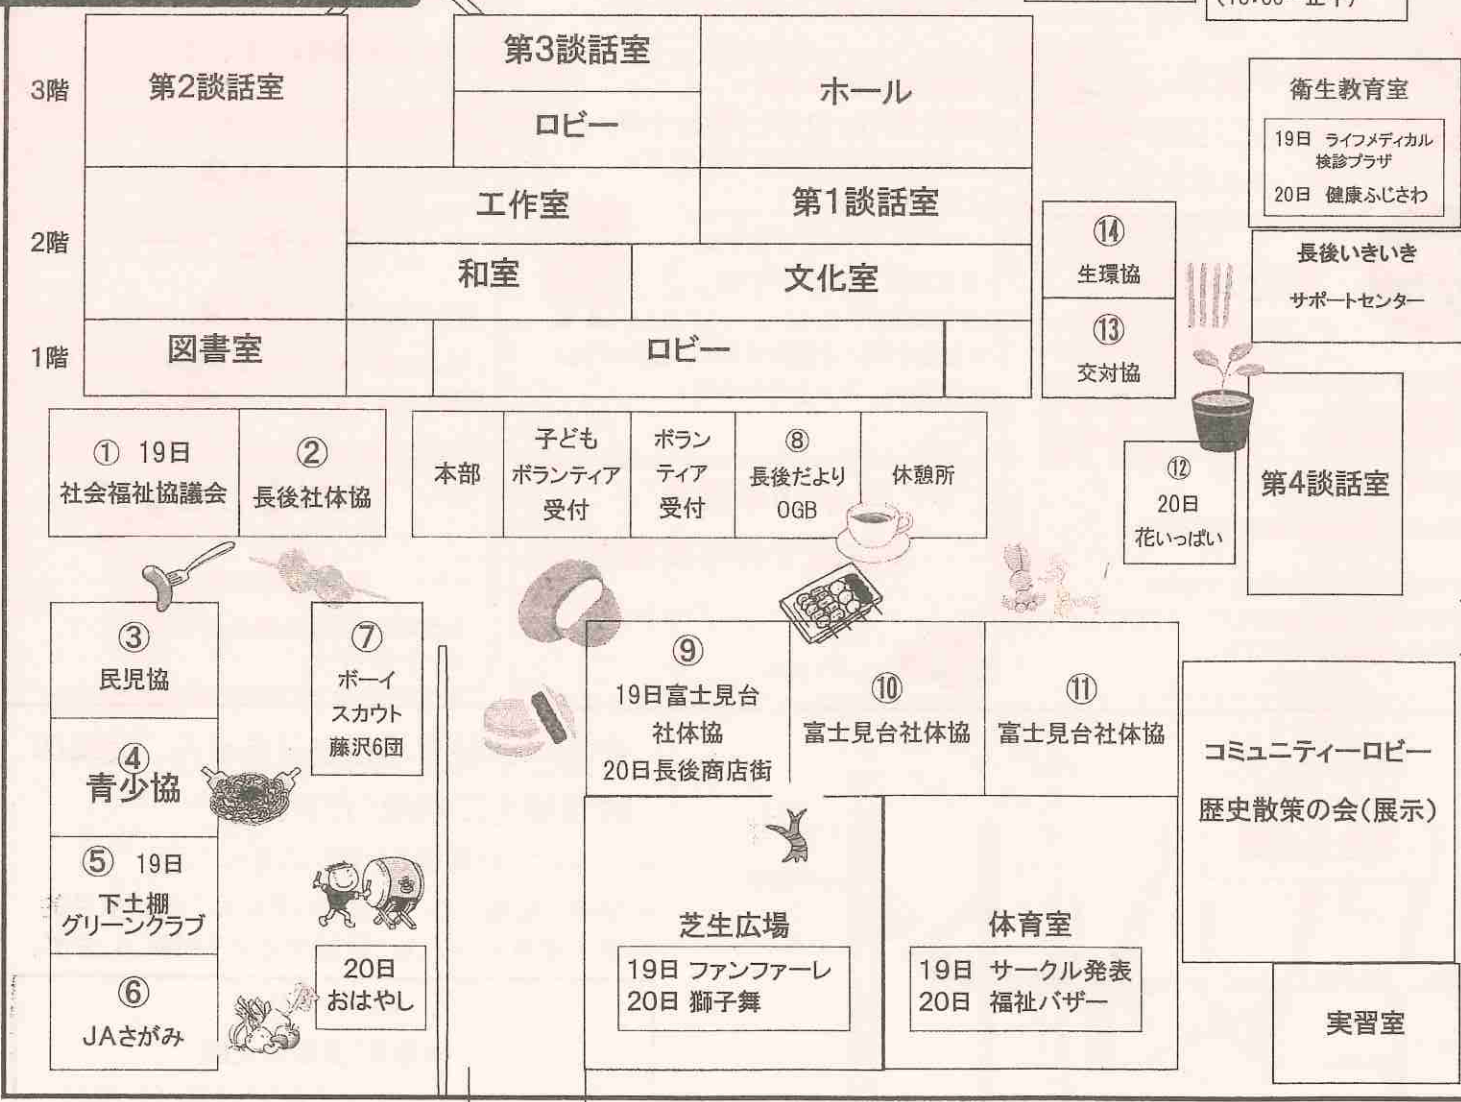 3階
第2談話室
第3談話室
ロビー
ホール
2階
工作室
第1談話室
和室
文化室
1階
図書室
ロビー
衛生教育室
19日 ライフメディカル
検診プラザ
20日 健康ふじさわ
長後いきいき
サポートセンター
⑭
生環協
⑬
交対協
① 19日
社会福祉協議会
②
長後社体協
本部
子ども
ボランティア
受付
ボラン
ティア
受付
⑧
長後だより
OGB
休憩所
⑫
20日
花いっぱい
第4談話室
③
民児協
④
青少協
⑤ 19日
下土棚
グリーンクラブ
⑥
JAさがみ
⑦
ボーイ
スカウト
藤沢6団
20日
おはやし
⑨
19日富士見台
社体協
20日長後商店街
⑩
富士見台社体協
⑪
富士見台社体協
芝生広場
19日 ファンファーレ
20日 獅子舞
体育室
19日 サークル発表
20日 福祉バザー
コミュニティーロビー
歴史散策の会(展示)
実習室